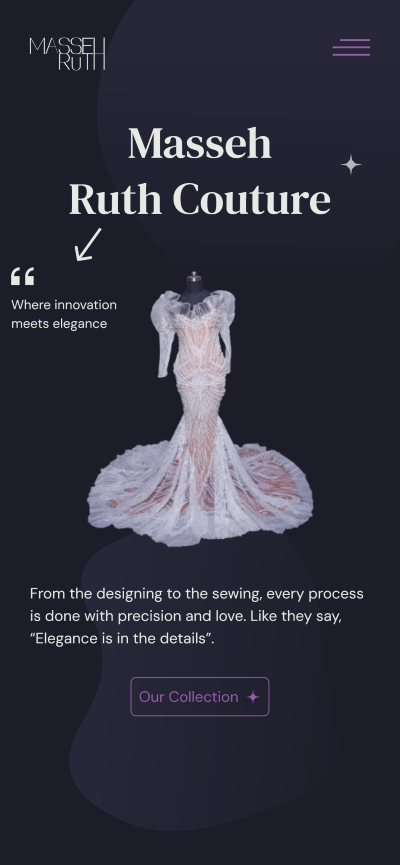 MASSEH
RUTH
Masseh
Ruth Couture
“
Where innovation
meets elegance
From the designing to the sewing, every process
is done with precision and love. Like they say,
“Elegance is in the details”.
Our Collection